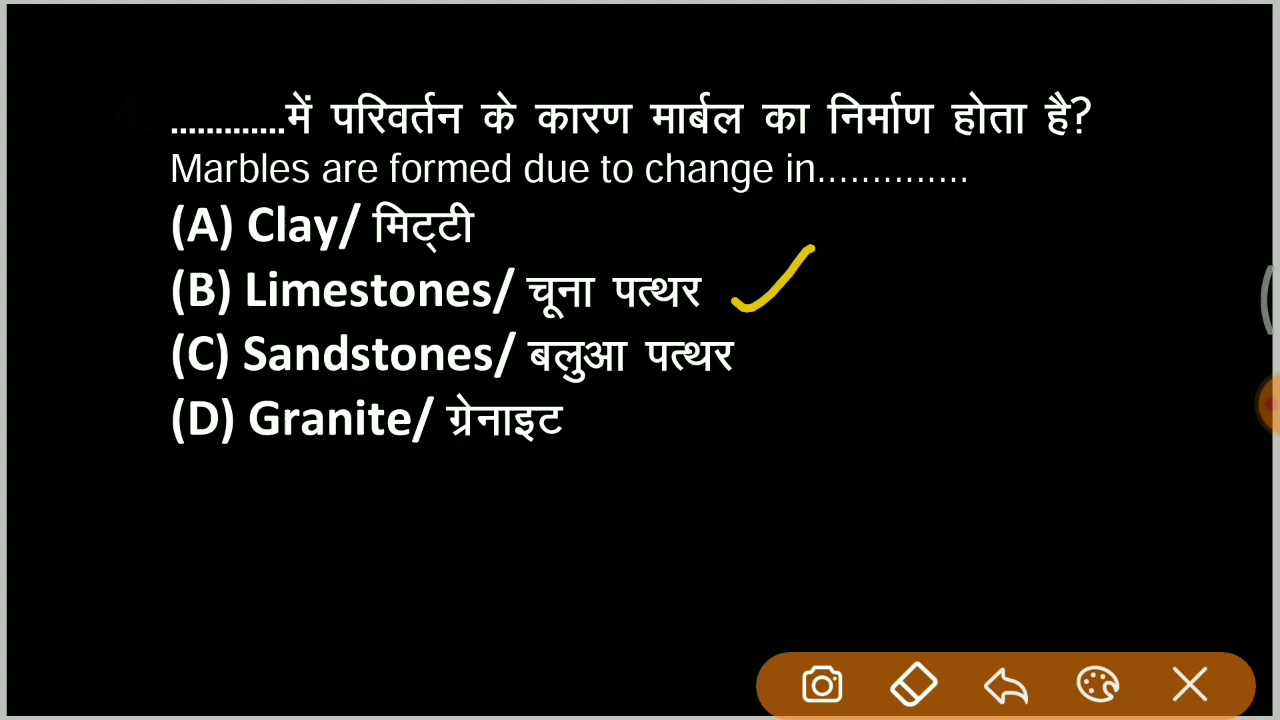 .............में परिवर्तन के कारण मार्बल का निर्माण होता है?
Marbles are formed due to change in..............
(A) Clay/ मिट्टी
(B) Limestones/ चूना पत्थर
(C) Sandstones/ बलुआ पत्थर
(D) Granite/ ग्रेनाइट